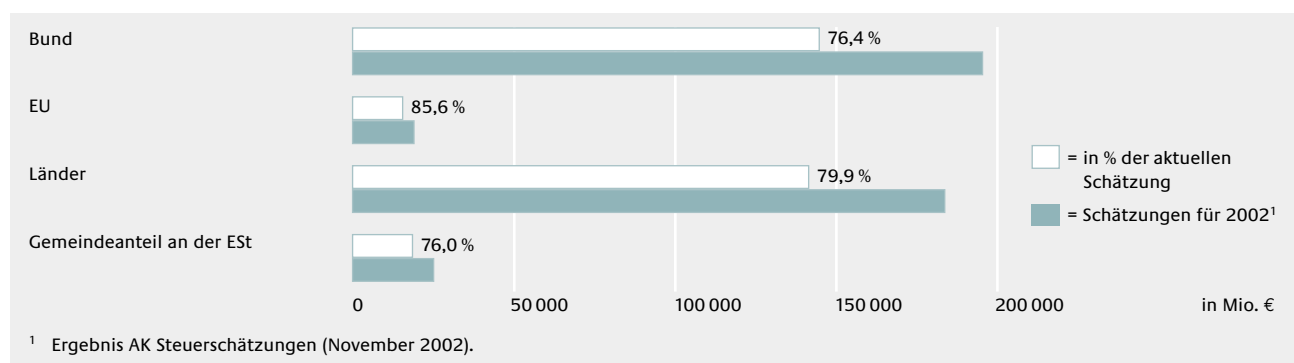 Bund
76,4 %
EU
85,6 %
Länder
79,9 %
Gemeindeanteil an der ESt
76,0 %
= in % der aktuellen
Schätzung
= Schätzungen für 2002¹
0 50 000 100 000 150 000 200 000 in Mio. €
¹ Ergebnis AK Steuerschätzungen (November 2002).